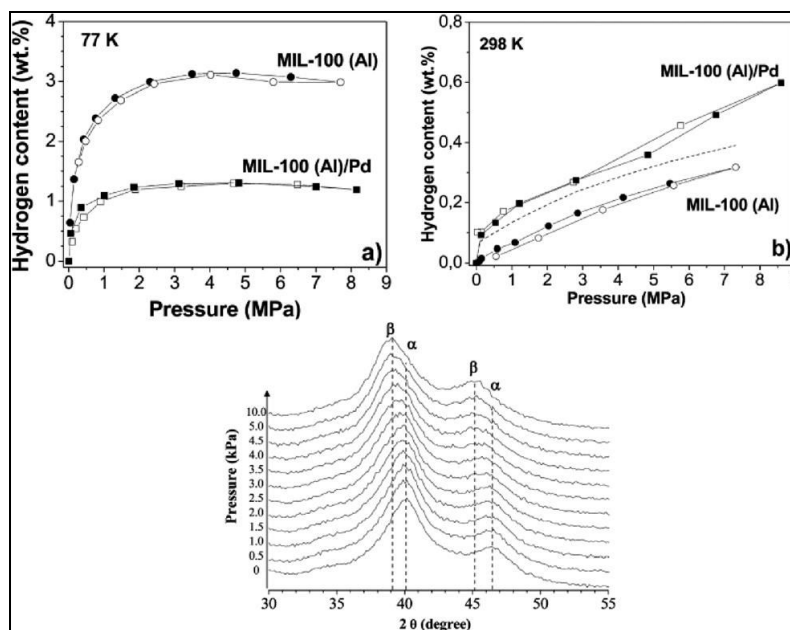 77 K
MIL-100 (Al)
MIL-100 (Al)/Pd
a)
Hydrogen content (wt.%)
4
3
2
1
0
0 1 2 3 4 5 6 7 8 9
Pressure (MPa)
298 K
MIL-100 (Al)/Pd
MIL-100 (Al)
b)
Hydrogen content (wt.%)
0,8
0,6
0,4
0,2
0,0
0 1 2 3 4 5 6 7 8
Pressure (MPa)
β α β α
Pressure (kPa)
10.0
5.0
4.5
4.0
3.5
3.0
2.5
2.0
1.5
1.0
0.5
0
30 35 40 45 50 55
2 θ (degree)